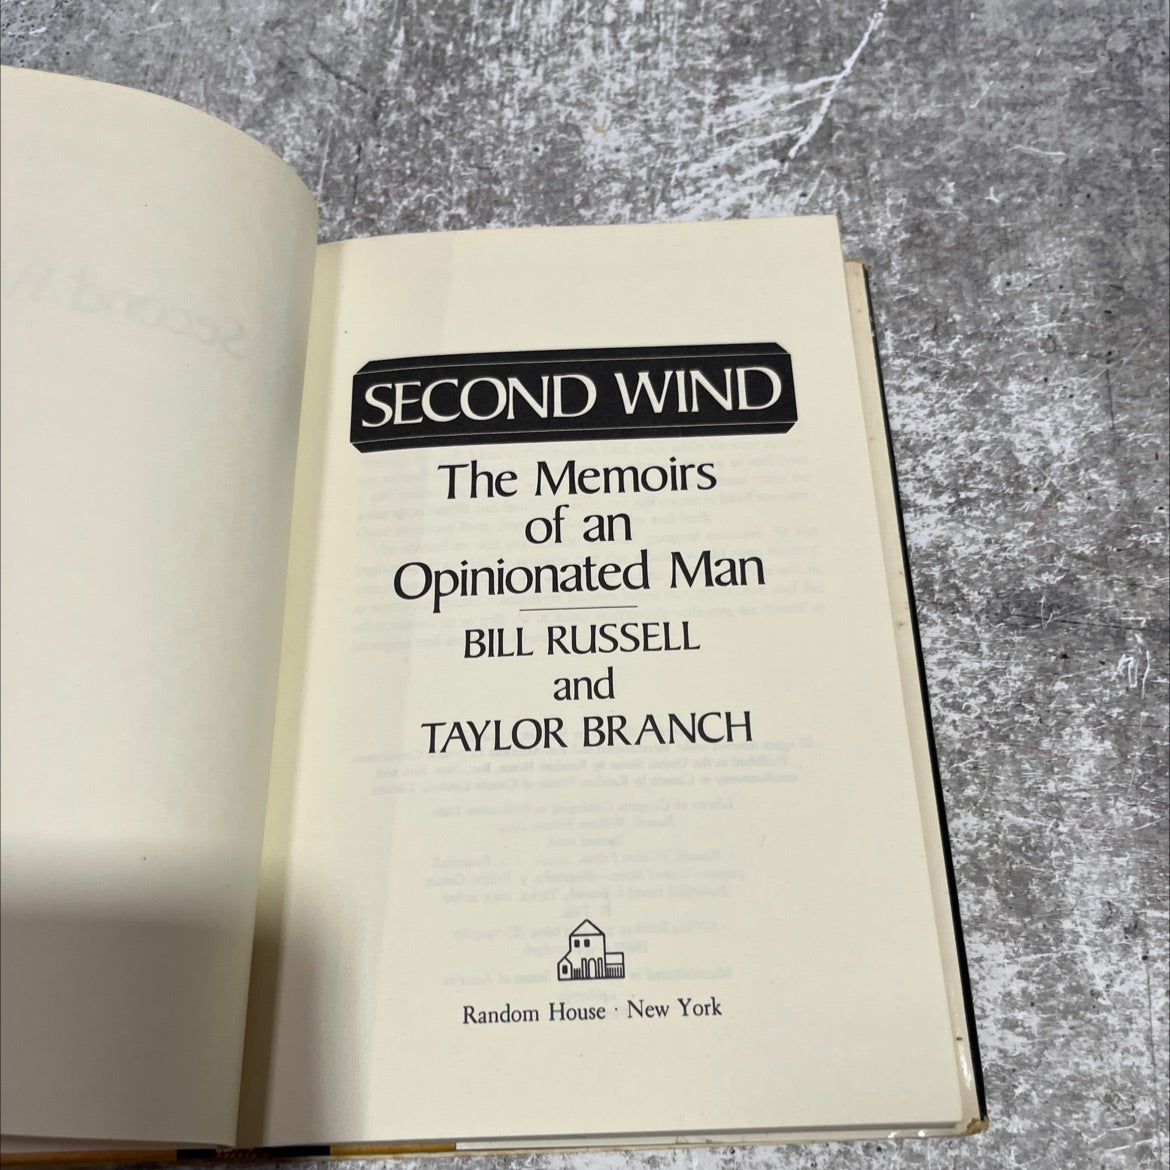 SECOND WIND
The Memoirs
of an
Opinionated Man
BILL RUSSELL
and
TAYLOR BRANCH
Random House · New York